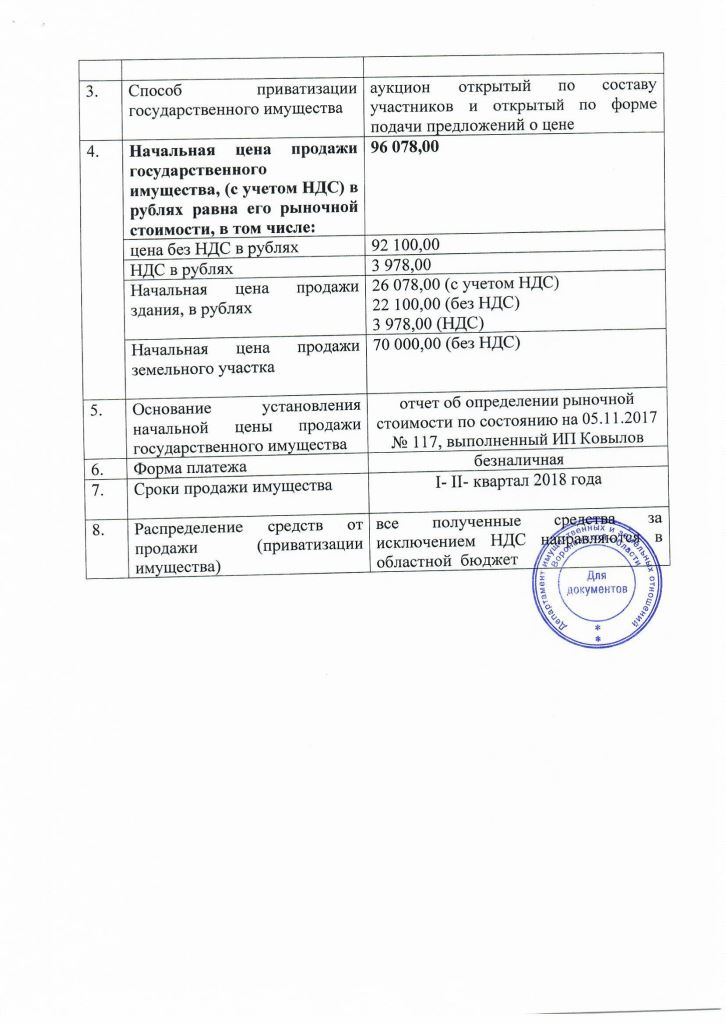 3.
Способ приватизации
государственного имущества
аукцион открытый по составу
участников и открытый по форме
подачи предложений о цене
4.
Начальная цена продажи
государственного
имущества, (с учетом НДС) в
рублях равна его рыночной
стоимости, в том числе:
96 078,00
цена без НДС в рублях
92 100,00
НДС в рублях
3 978,00
Начальная цена продажи
здания, в рублях
26 078,00 (с учетом НДС)
22 100,00 (без НДС)
3 978,00 (НДС)
Начальная цена продажи
земельного участка
70 000,00 (без НДС)
5.
Основание установления
начальной цены продажи
государственного имущества
отчет об определении рыночной
стоимости по состоянию на 05.11.2017
№ 117, выполненный ИП Ковылов
6.
Форма платежа
безналичная
7.
Сроки продажи имущества
I- II- квартал 2018 года
8.
Распределение средств от
продажи (приватизации
имущества)
все полученные средства за
исключением НДС направляются в
областной бюджет
Департамент имущественных и земельных отношений
Воронежской области
Для
документов
* *